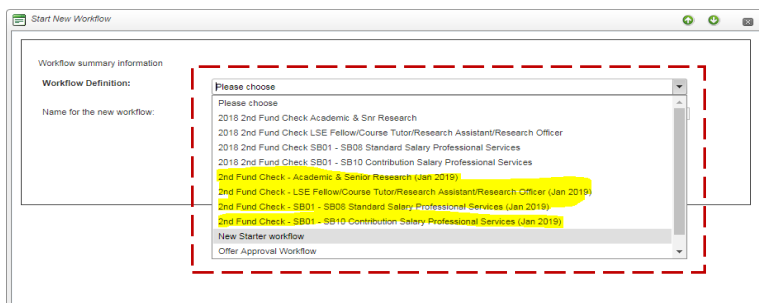 Start New Workflow
Workflow summary information
Workflow Definition:
Please choose
Please choose
Name for the new workflow:
2018 2nd Fund Check Academic & Snr Research
2018 2nd Fund Check LSE Fellow/Course Tutor/Research Assistant/Research Officer
2018 2nd Fund Check SB01 - SB08 Standard Salary Professional Services
2018 2nd Fund Check SB01 - SB10 Contribution Salary Professional Services
2nd Fund Check - Academic & Senior Research (Jan 2019)
2nd Fund Check - LSE Fellow/Course Tutor/Research Assistant/Research Officer (Jan 2019)
2nd Fund Check - SB01 - SB08 Standard Salary Professional Services (Jan 2019)
2nd Fund Check - SB01 - SB10 Contribution Salary Professional Services (Jan 2019)
New Starter workflow
Offer Approval Workflow